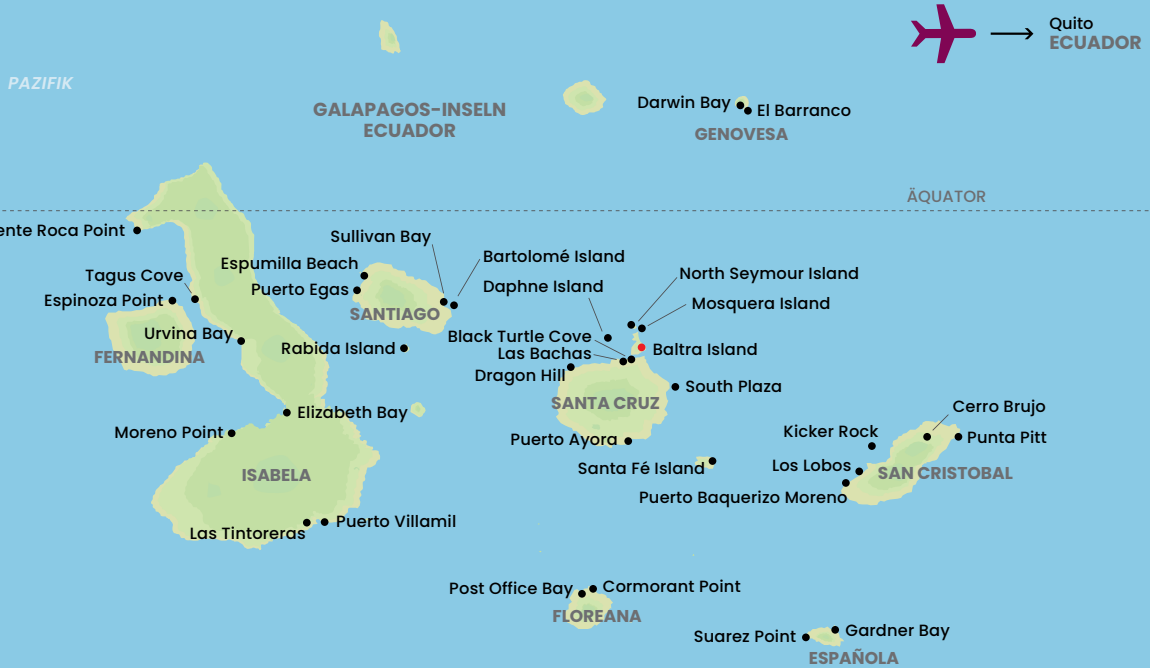 Quito
ECUADOR
PAZIFIK
GALAPAGOS-INSELN
ECUADOR
Darwin Bay
El Barranco
GENOVESA
ÄQUATOR
ente Roca Point
Sullivan Bay
Bartolomé Island
Espumilla Beach
Tagus Cove
Puerto Egas
Daphne Island
North Seymour Island
Espinoza Point
Mosquera Island
SANTIAGO
Urvina Bay
Black Turtle Cove
FERNANDINA
Rabida Island
Las Bachas
Baltra Island
Dragon Hill
South Plaza
SANTA CRUZ
Elizabeth Bay
Cerro Brujo
Moreno Point
Puerto Ayora
Kicker Rock
Punta Pitt
ISABELA
Santa Fé Island
Los Lobos
SAN CRISTOBAL
Puerto Baquerizo Moreno
Las Tintoreras
Puerto Villamil
Post Office Bay
Cormorant Point
FLOREANA
Suarez Point
Gardner Bay
ESPAÑOLA